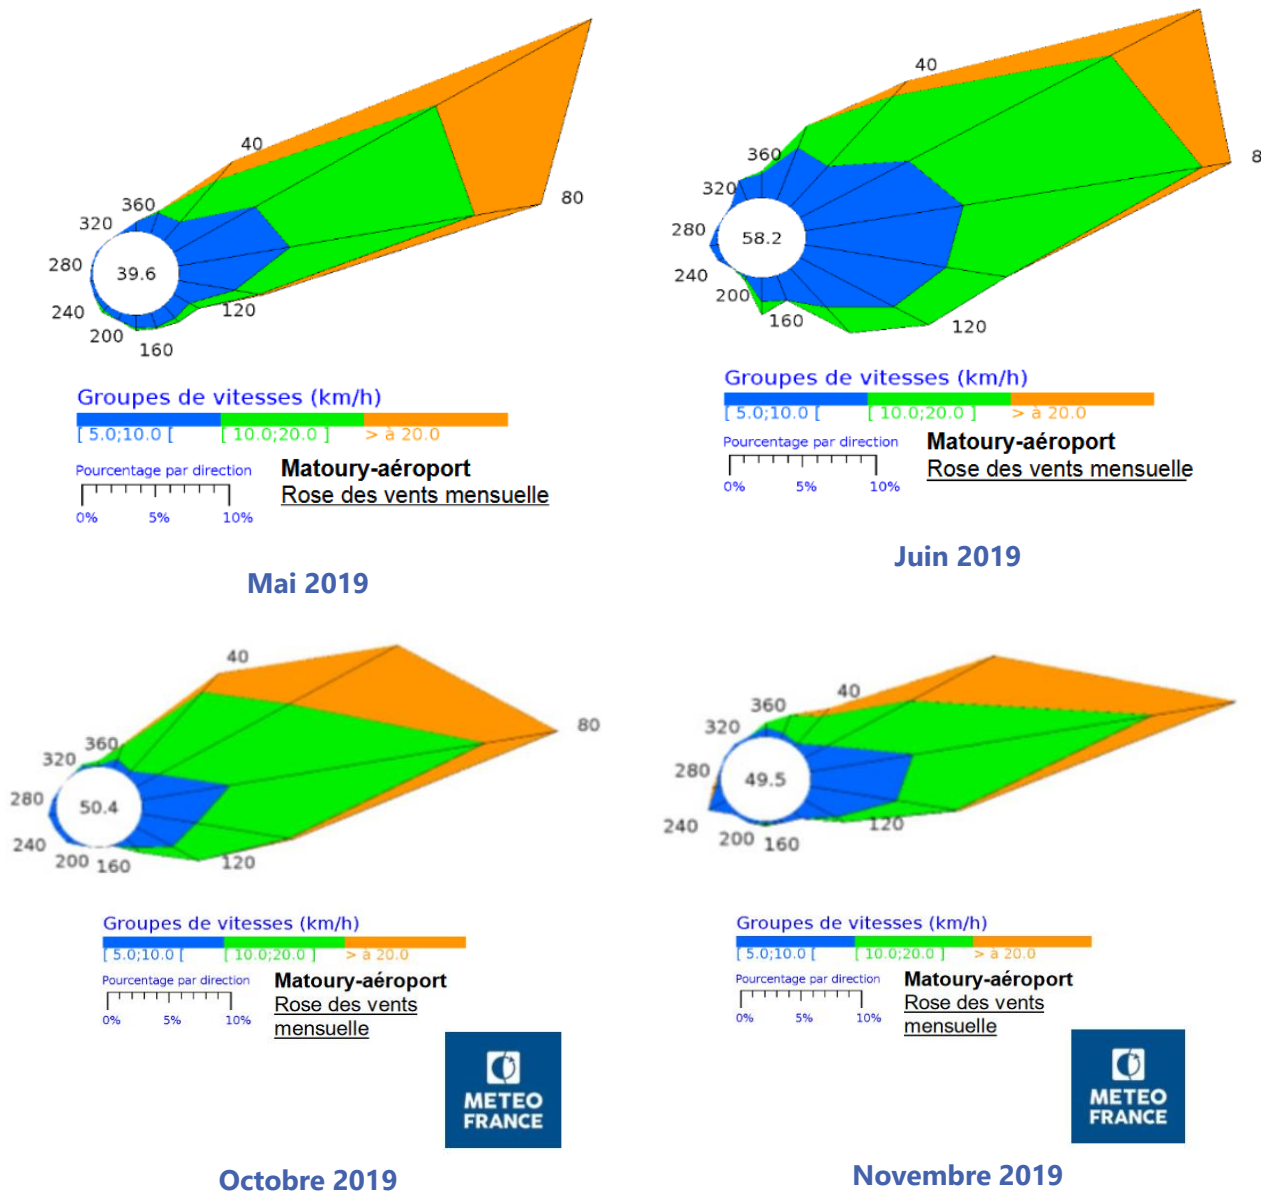 40
360
320
80
280
39.6
240
120
200
160
Groupes de vitesses (km/h)
[ 5.0;10.0 [ [ 10.0;20.0 ] > à 20.0
Pourcentage par direction
0% 5% 10%
Matoury-aéroport
Rose des vents mensuelle
Mai 2019
40
360
8
320
280
58.2
240
200
160
120
Groupes de vitesses (km/h)
[ 5.0;10.0 [ [ 10.0;20.0 ] > à 20.0
Pourcentage par direction
0% 5% 10%
Matoury-aéroport
Rose des vents mensuelle
Juin 2019
40
80
360
320
280
50.4
240
200 160
120
Groupes de vitesses (km/h)
[ 5.0;10.0 [ [ 10.0;20.0 ] > à 20.0
Pourcentage par direction
0% 5% 10%
Matoury-aéroport
Rose des vents
mensuelle
METEO
FRANCE
Octobre 2019
40
360
320
280
49.5
240
120
200 160
Groupes de vitesses (km/h)
[ 5.0;10.0 [ [ 10.0;20.0 ] > à 20.0
Pourcentage par direction
0% 5% 10%
Matoury-aéroport
Rose des vents
mensuelle
METEO
FRANCE
Novembre 2019